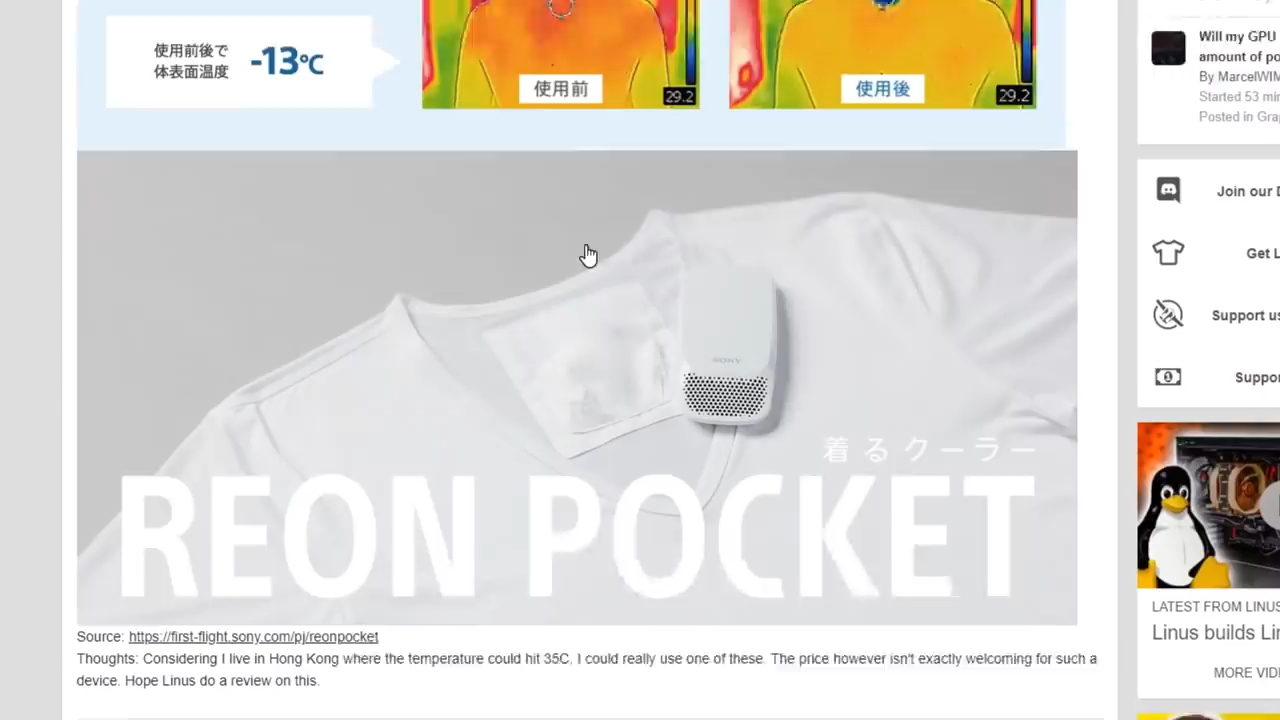 使用前後で
体表面温度
-13℃
使用前
29.2
使用後
29.2
SONY
着るクーラー
REON POCKET
Source: https://first-flight.sony.com/pj/reonpocket
Thoughts: Considering I live in Hong Kong where the temperature could hit 35C, I could really use one of these. The price however isn't exactly welcoming for such a
device. Hope Linus do a review on this.
Will my GPU
amount of po
By MarcelWIM
Started 53 min
Posted in Gra
Join our D
Get L
Support us
Suppo
LATEST FROM LINUS
Linus builds Li
MORE VID